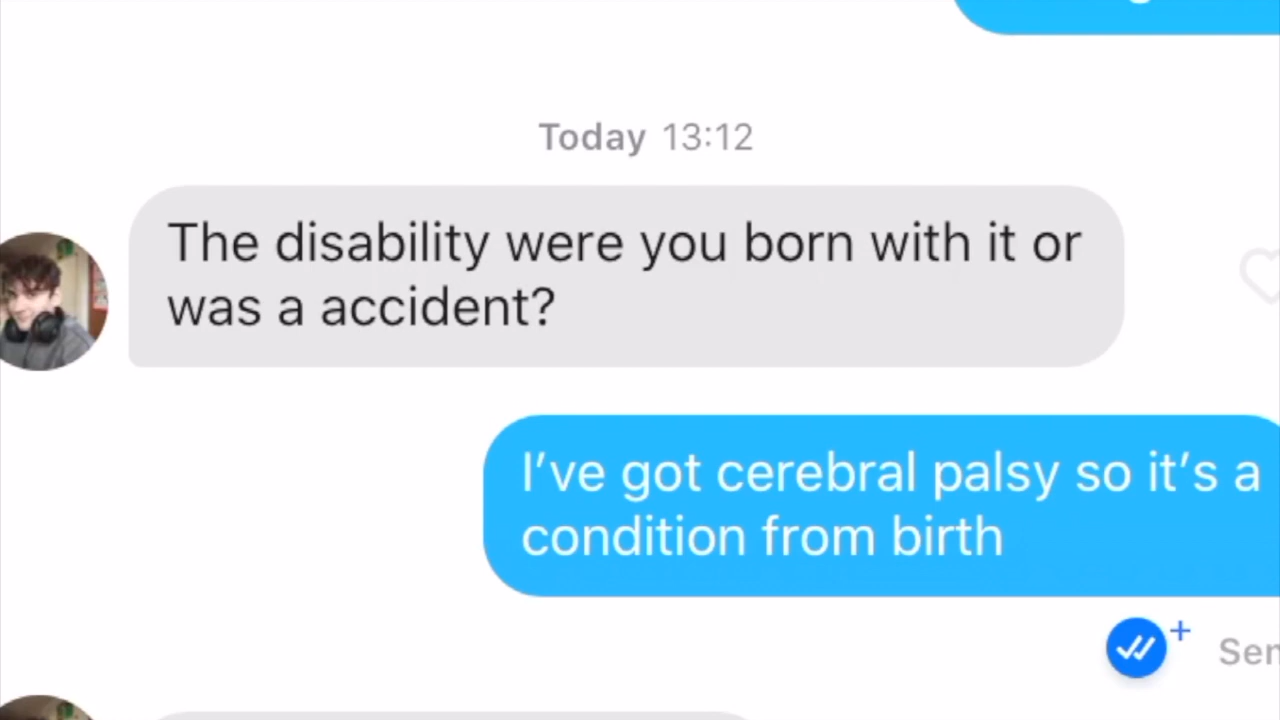 Today 13:12
The disability were you born with it or
was a accident?
I’ve got cerebral palsy so it’s a
condition from birth